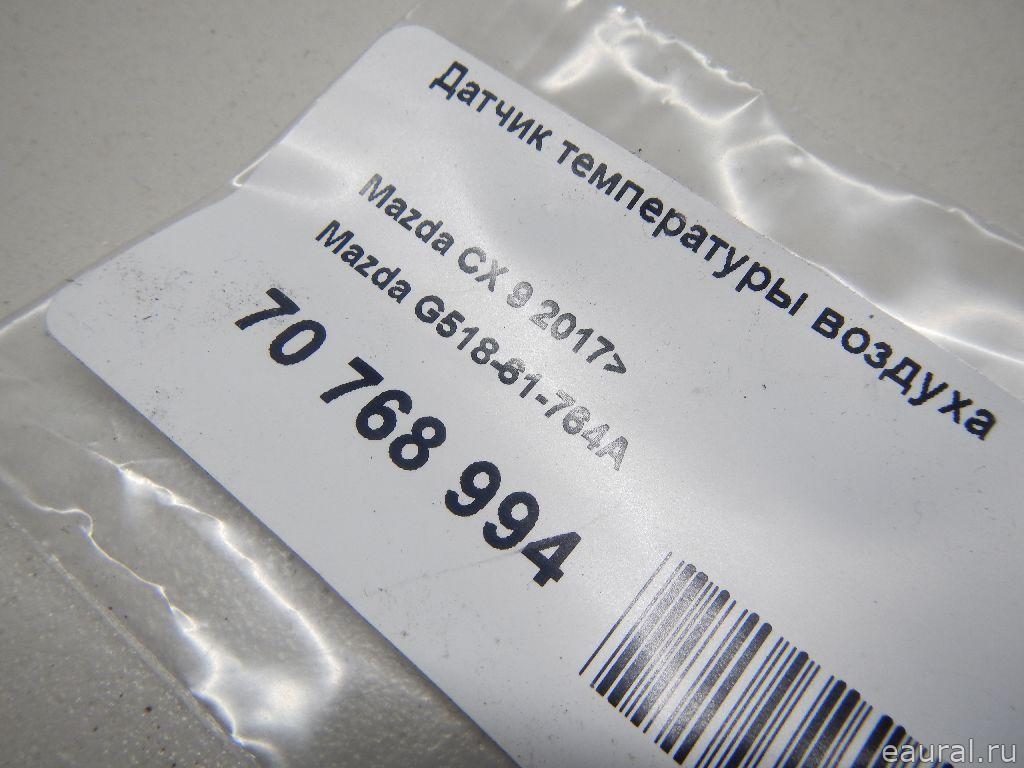 Датчик температуры воздуха
Mazda CX 9 2017>
Mazda G518-61-764A
70 768 994
eaural.ru